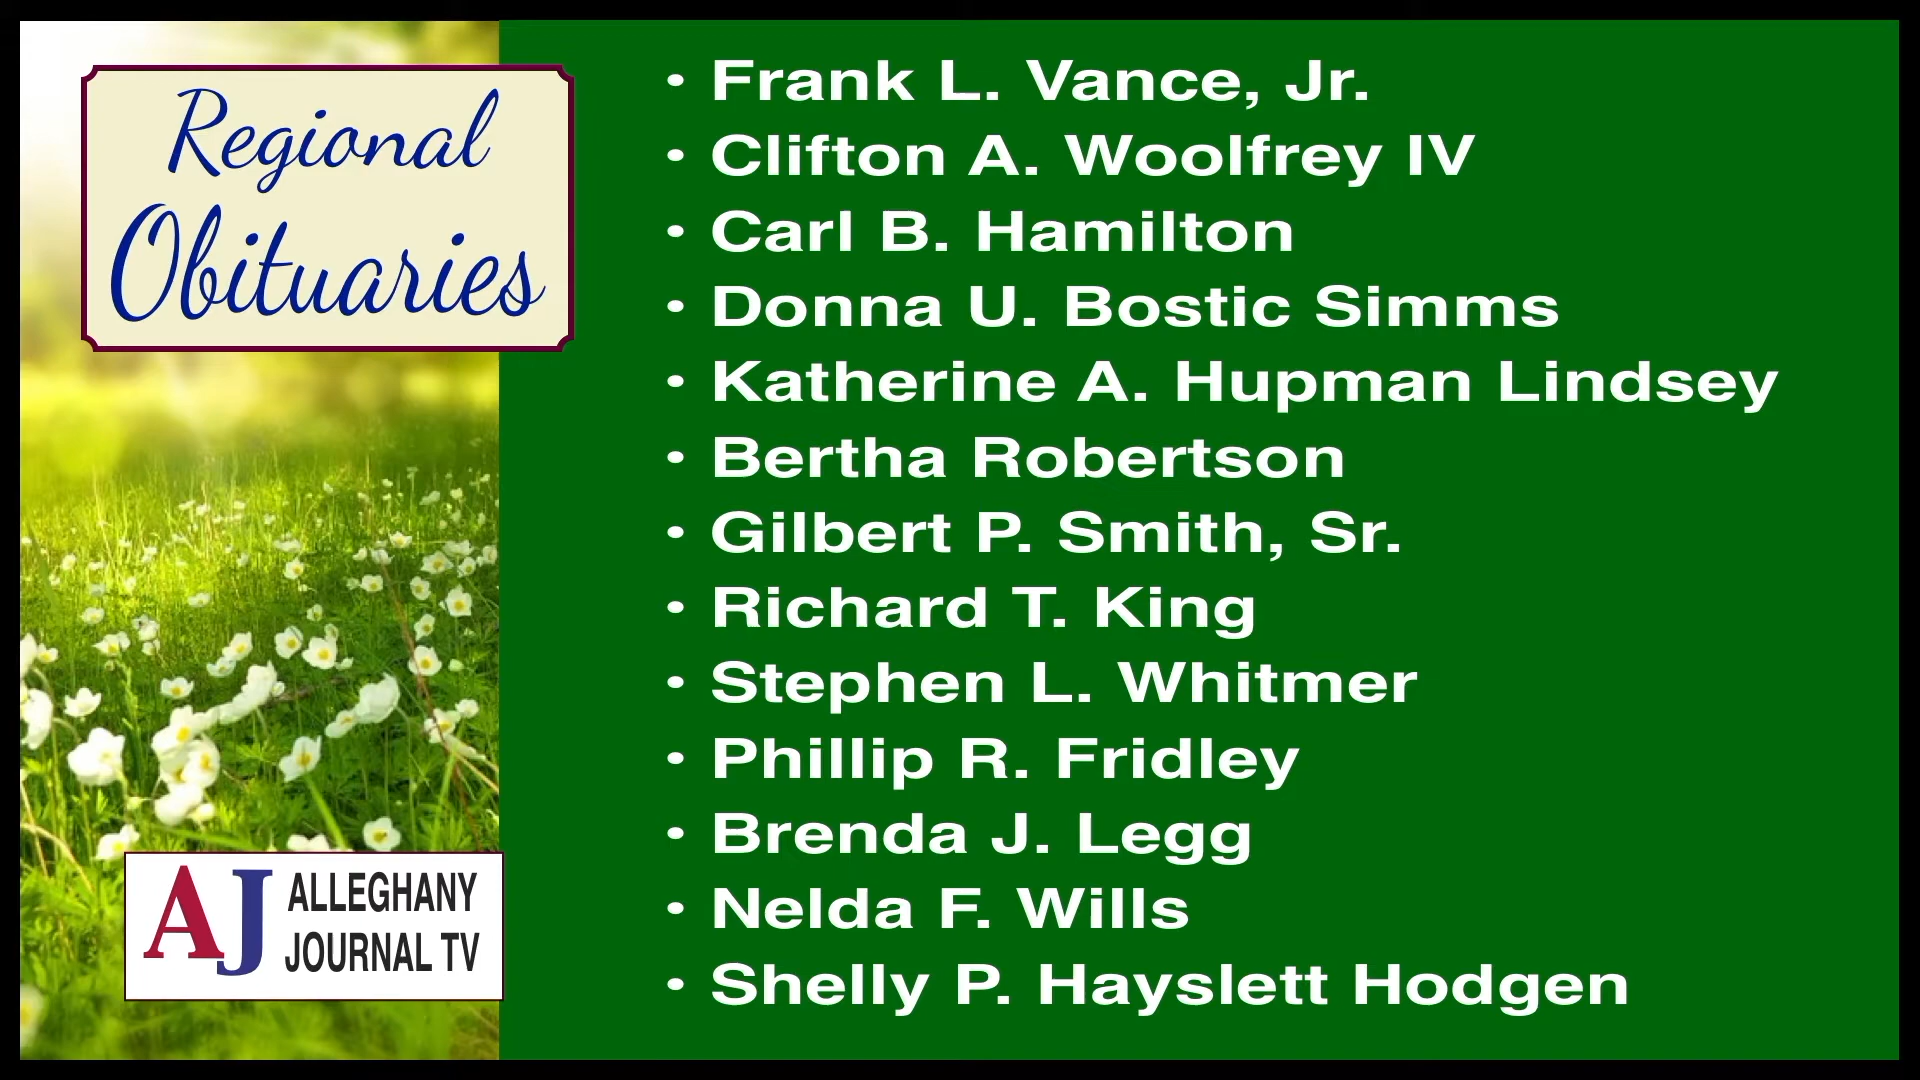 Regional
Obituaries
• Frank L. Vance, Jr.
• Clifton A. Woolfrey IV
• Carl B. Hamilton
• Donna U. Bostic Simms
• Katherine A. Hupman Lindsey
• Bertha Robertson
• Gilbert P. Smith, Sr.
• Richard T. King
• Stephen L. Whitmer
• Phillip R. Fridley
• Brenda J. Legg
• Nelda F. Wills
• Shelly P. Hayslett Hodgen
AJ ALLEGHANY
JOURNAL TV